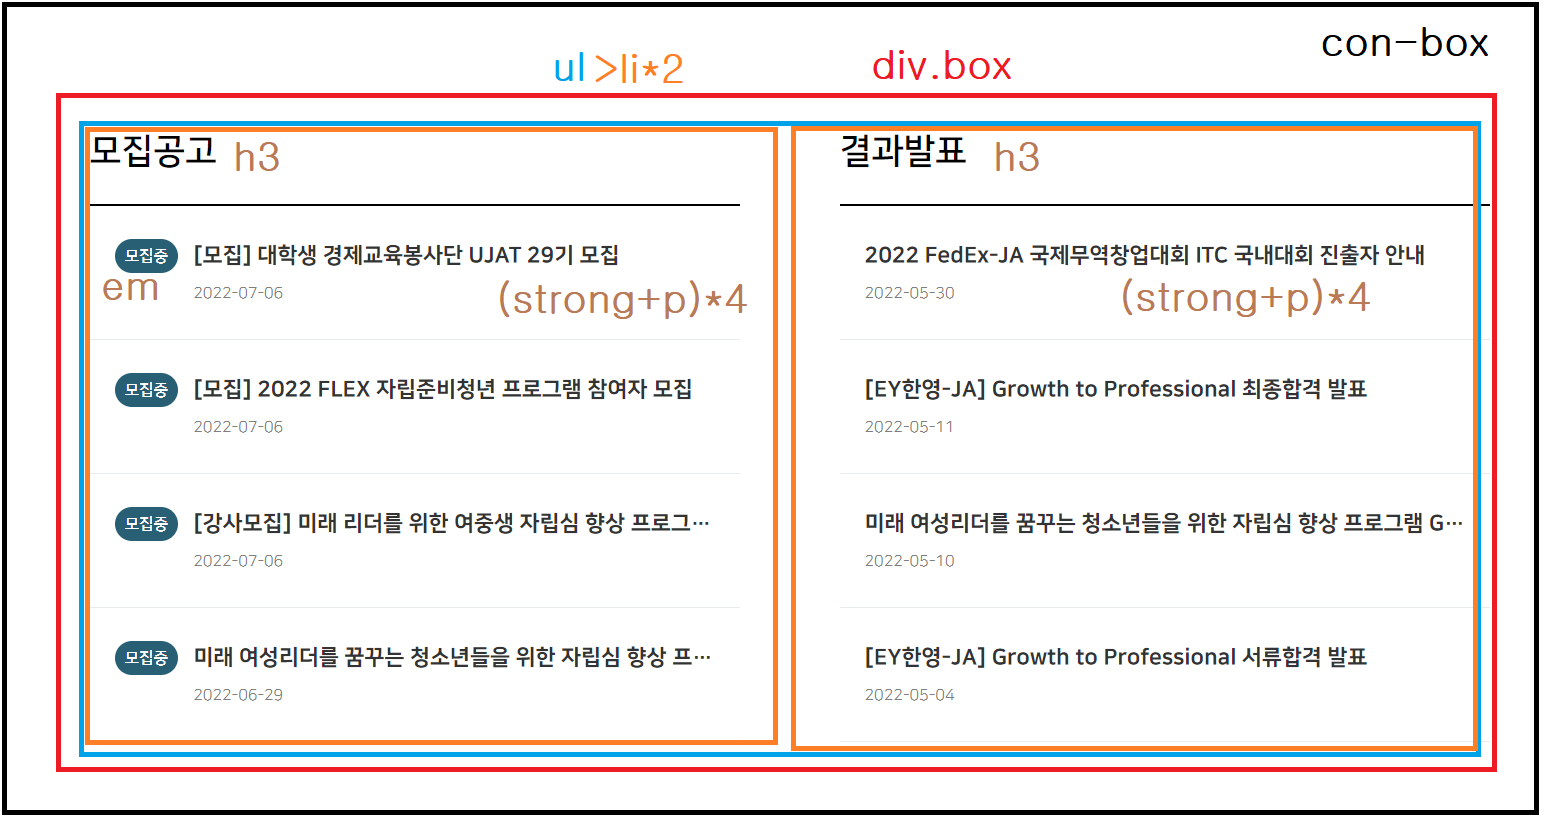 con-box
ul >li*2
div.box
모집공고 h3
모집중 [모집] 대학생 경제교육봉사단 UJAT 29기 모집
em 2022-07-06 (strong+p)*4
모집중 [모집] 2022 FLEX 자립준비청년 프로그램 참여자 모집
2022-07-06
모집중 [강사모집] 미래 리더를 위한 여중생 자립심 향상 프로그…
2022-07-06
모집중 미래 여성리더를 꿈꾸는 청소년들을 위한 자립심 향상 프…
2022-06-29
결과발표 h3
2022 FedEx-JA 국제무역창업대회 ITC 국내대회 진출자 안내
2022-05-30 (strong+p)*4
[EY한영-JA] Growth to Professional 최종합격 발표
2022-05-11
미래 여성리더를 꿈꾸는 청소년들을 위한 자립심 향상 프로그램 G…
2022-05-10
[EY한영-JA] Growth to Professional 서류합격 발표
2022-05-04